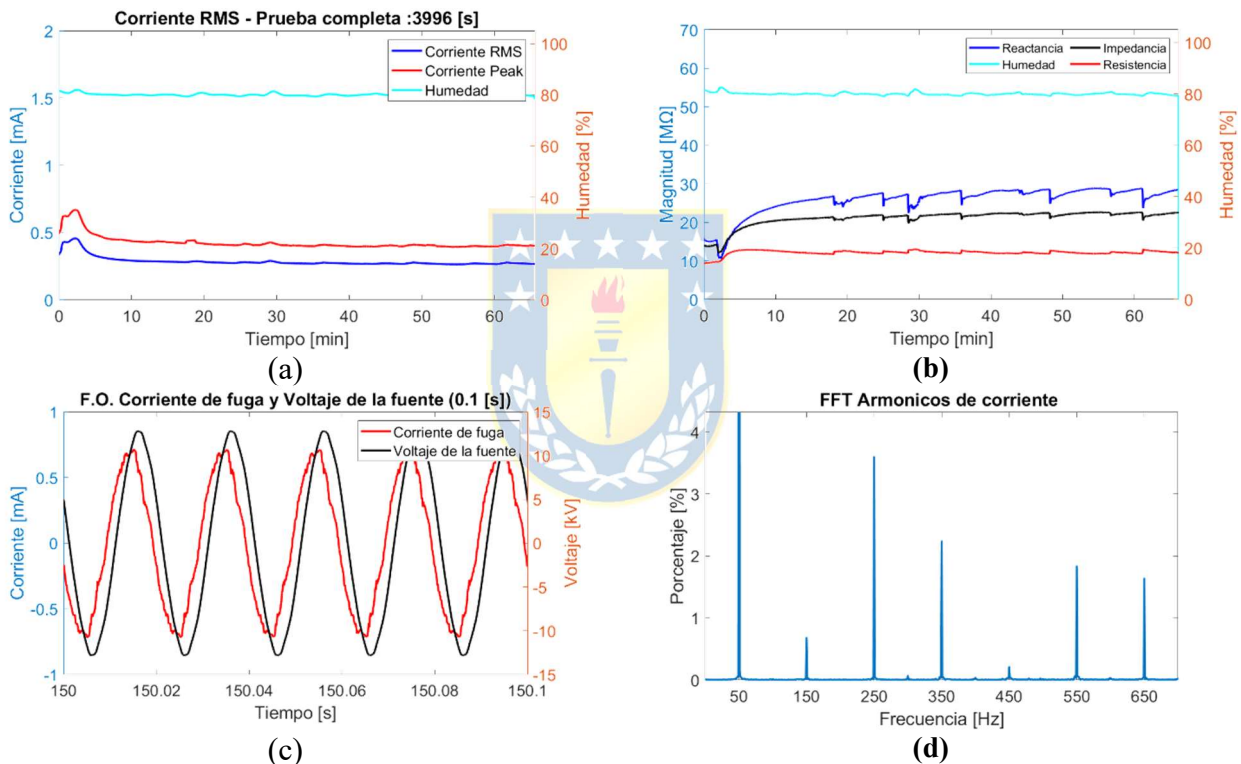 Corriente RMS - Prueba completa :3996 [s]
Corriente [mA]
2
1.5
1
0.5
0
Corriente RMS
Corriente Peak
Humedad
100
80
60
40
20
0
Humedad [%]
0 10 20 30 40 50 60
Tiempo [min]
(a)
Magnitud [MΩ]
70
60
50
40
30
20
10
0
Reactancia Impedancia
Humedad Resistencia
100
80
60
40
20
0
Humedad [%]
0 10 20 30 40 50 60
Tiempo [min]
(b)
F.O. Corriente de fuga y Voltaje de la fuente (0.1 [s])
Corriente [mA]
1
0.5
0
-0.5
-1
Corriente de fuga
Voltaje de la fuente
15
10
5
0
-5
-10
-15
Voltaje [kV]
150 150.02 150.04 150.06 150.08 150.1
Tiempo [s]
(c)
FFT Armonicos de corriente
Porcentaje [%]
4
3
2
1
0
50 150 250 350 450 550 650
Frecuencia [Hz]
(d)